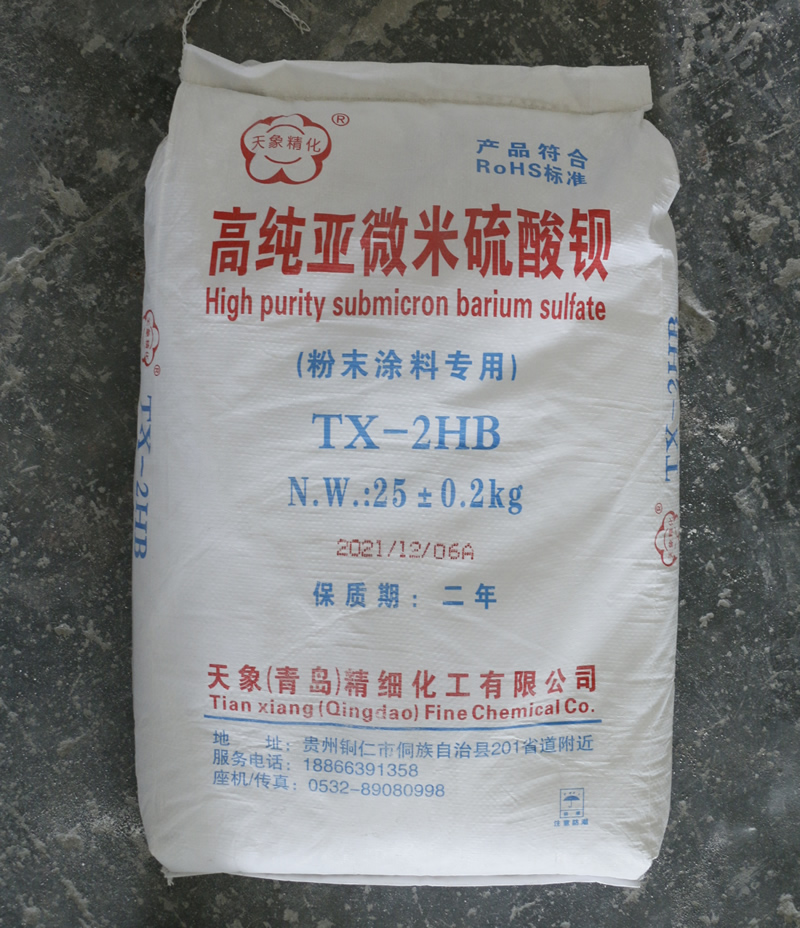 天象精化®
产品符合
RoHS标准
高纯亚微米硫酸钡
High purity submicron barium sulfate
(粉末涂料专用)
TX-2HB
N.W.:25±0.2kg
2021/12/06A
保质期：二年
天象(青岛)精细化工有限公司
Tian xiang(Qingdao) Fine Chemical Co.
地 址：贵州铜仁市侗族自治县201省道附近
服务电话：18866391358
座机/传真：0532-89080998
注意防潮
TX-2HB
TX-2HB